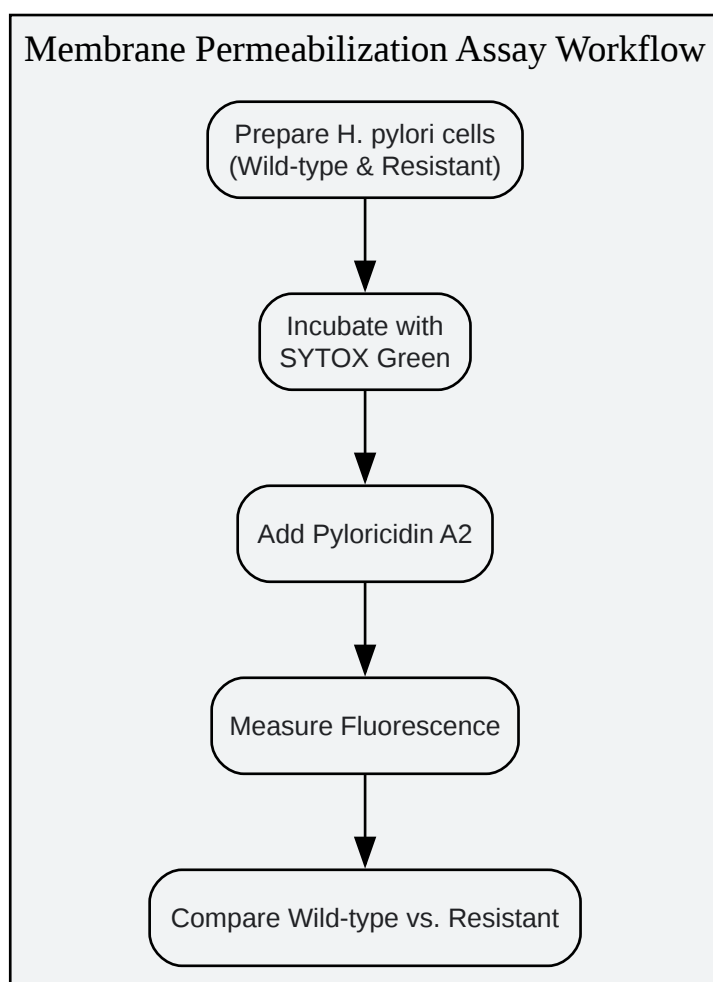 Membrane Permeabilization Assay Workflow
Prepare H. pylori cells
(Wild-type & Resistant)
Incubate with
SYTOX Green
Add Pyloricidin A2
Measure Fluorescence
Compare Wild-type vs. Resistant